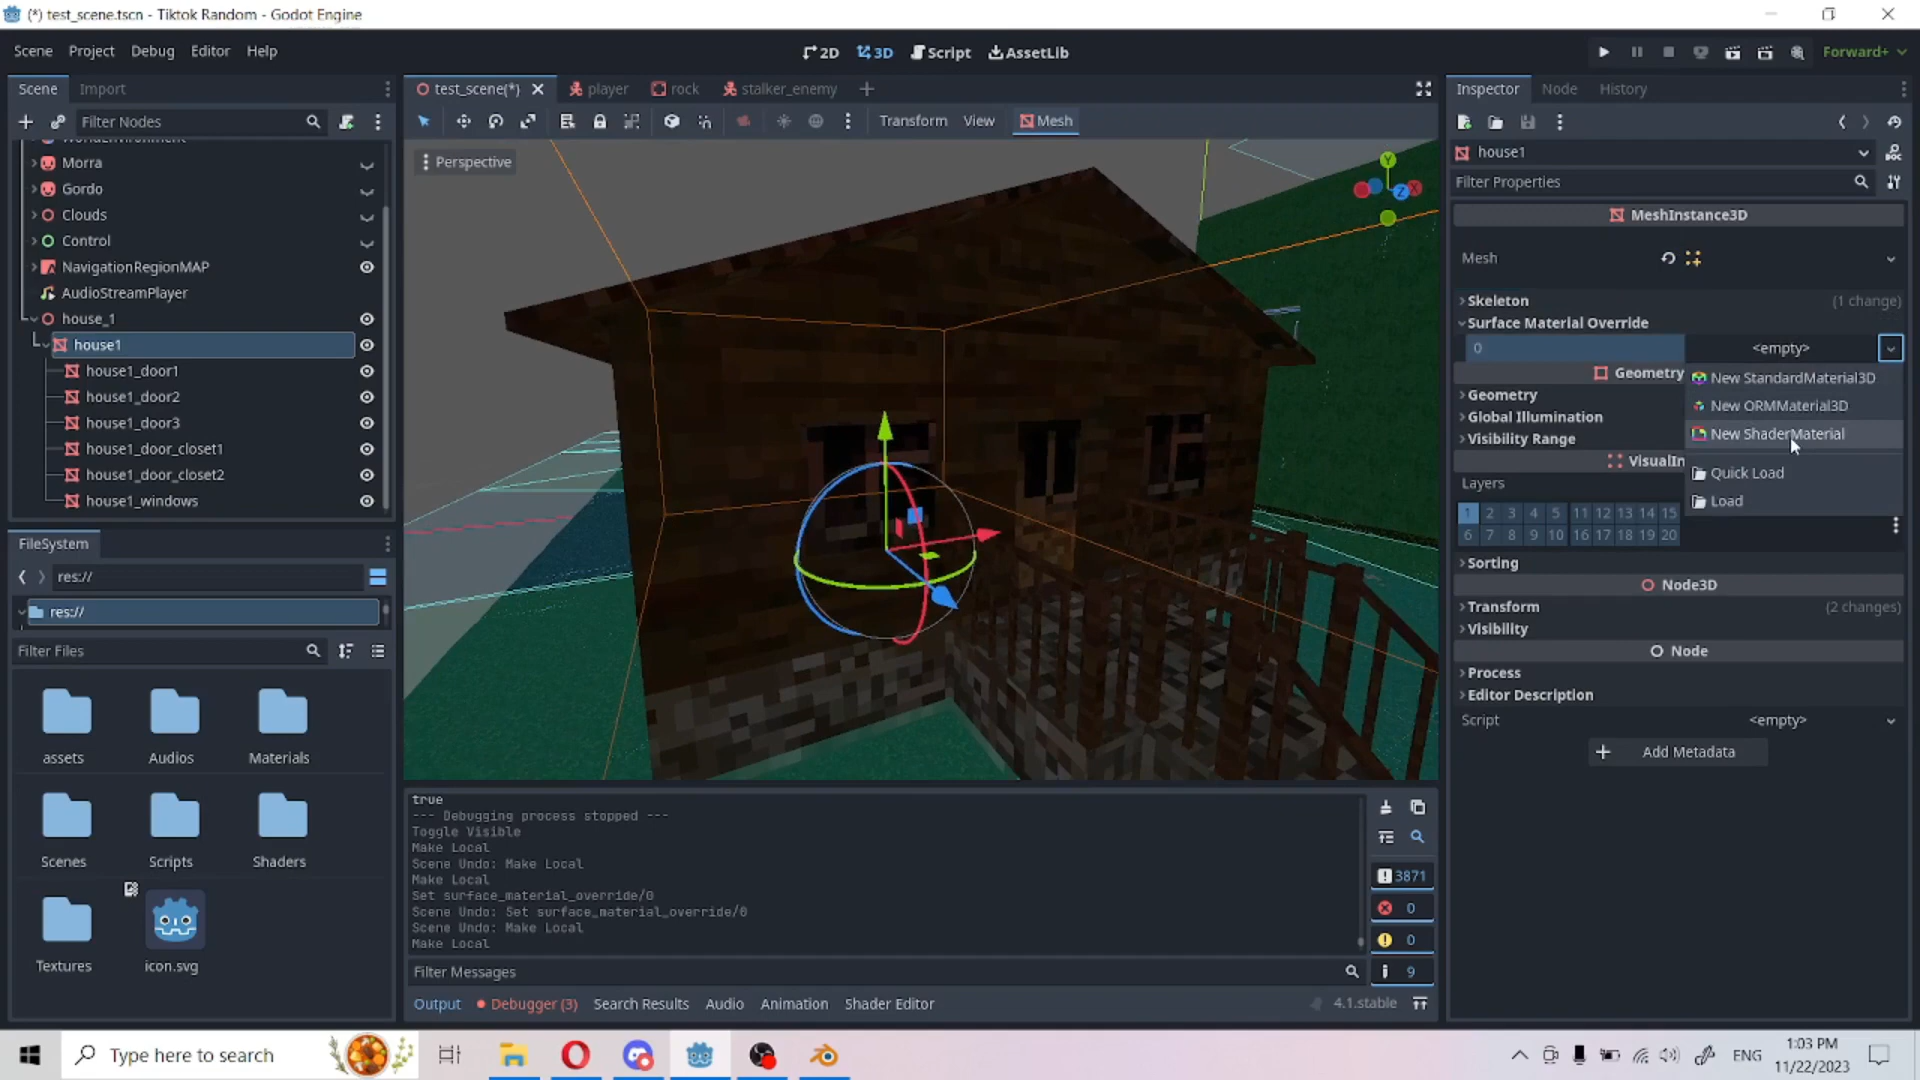 (*) test_scene.tscn - Tiktok Random - Godot Engine
Scene Project Debug Editor Help
2D 3D Script AssetLib
Forward+
Scene Import
test_scene(*) player rock stalker_enemy
Inspector Node History
Filter Nodes
Transform View Mesh
WorldEnvironment
Morra
Gordo
Clouds
Control
NavigationRegionMAP
AudioStreamPlayer
house_1
house1
house1_door1
house1_door2
house1_door3
house1_door_closet1
house1_door_closet2
house1_windows
Perspective
Y
Z X
house1
Filter Properties
MeshInstance3D
Mesh
Skeleton (1 change)
Surface Material Override
0 <empty>
Geometry
New StandardMaterial3D
Geometry
New ORMMaterial3D
Global Illumination
New ShaderMaterial
Visibility Range
VisualIn
Quick Load
Layers
Load
1 2 3 4 5 11 12 13 14 15
6 7 8 9 10 16 17 18 19 20
Sorting
Node3D
Transform (2 changes)
Visibility
Node
Process
Editor Description
Script <empty>
Add Metadata
FileSystem
res://
res://
Filter Files
assets Audios Materials
Scenes Scripts Shaders
Textures icon.svg
true
--- Debugging process stopped ---
Toggle Visible
Make Local
Scene Undo: Make Local
Make Local
Set surface_material_override/0
Scene Undo: Set surface_material_override/0
Scene Undo: Make Local
Make Local
3871
0
0
9
Filter Messages
Output Debugger (3) Search Results Audio Animation Shader Editor 4.1.stable
Type here to search
ENG
1:03 PM
11/22/2023